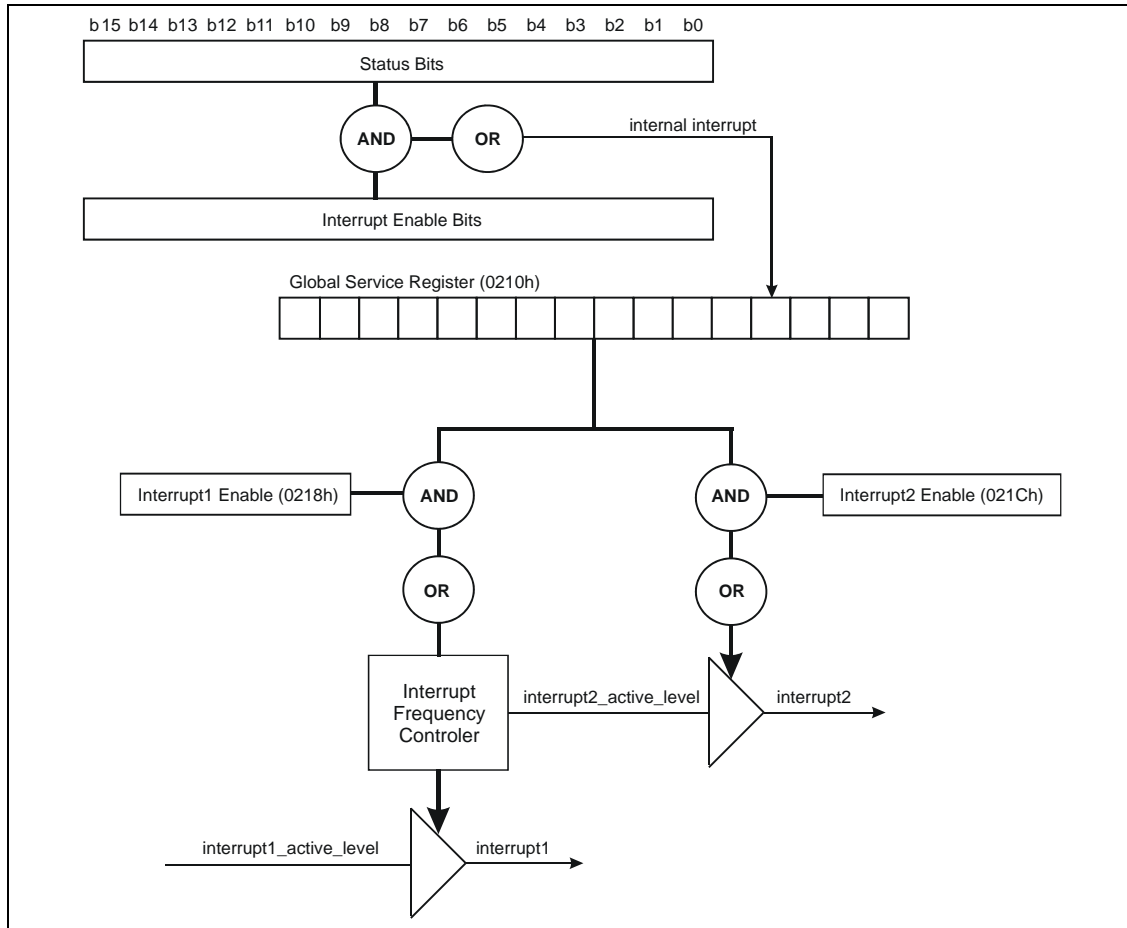 b15 b14 b13 b12 b11 b10 b9 b8 b7 b6 b5 b4 b3 b2 b1 b0
Status Bits
AND
OR
internal interrupt
Interrupt Enable Bits
Global Service Register (0210h)
Interrupt1 Enable (0218h)
AND
AND
Interrupt2 Enable (021Ch)
OR
OR
Interrupt
Frequency
Controler
interrupt2_active_level
interrupt2
interrupt1_active_level
interrupt1